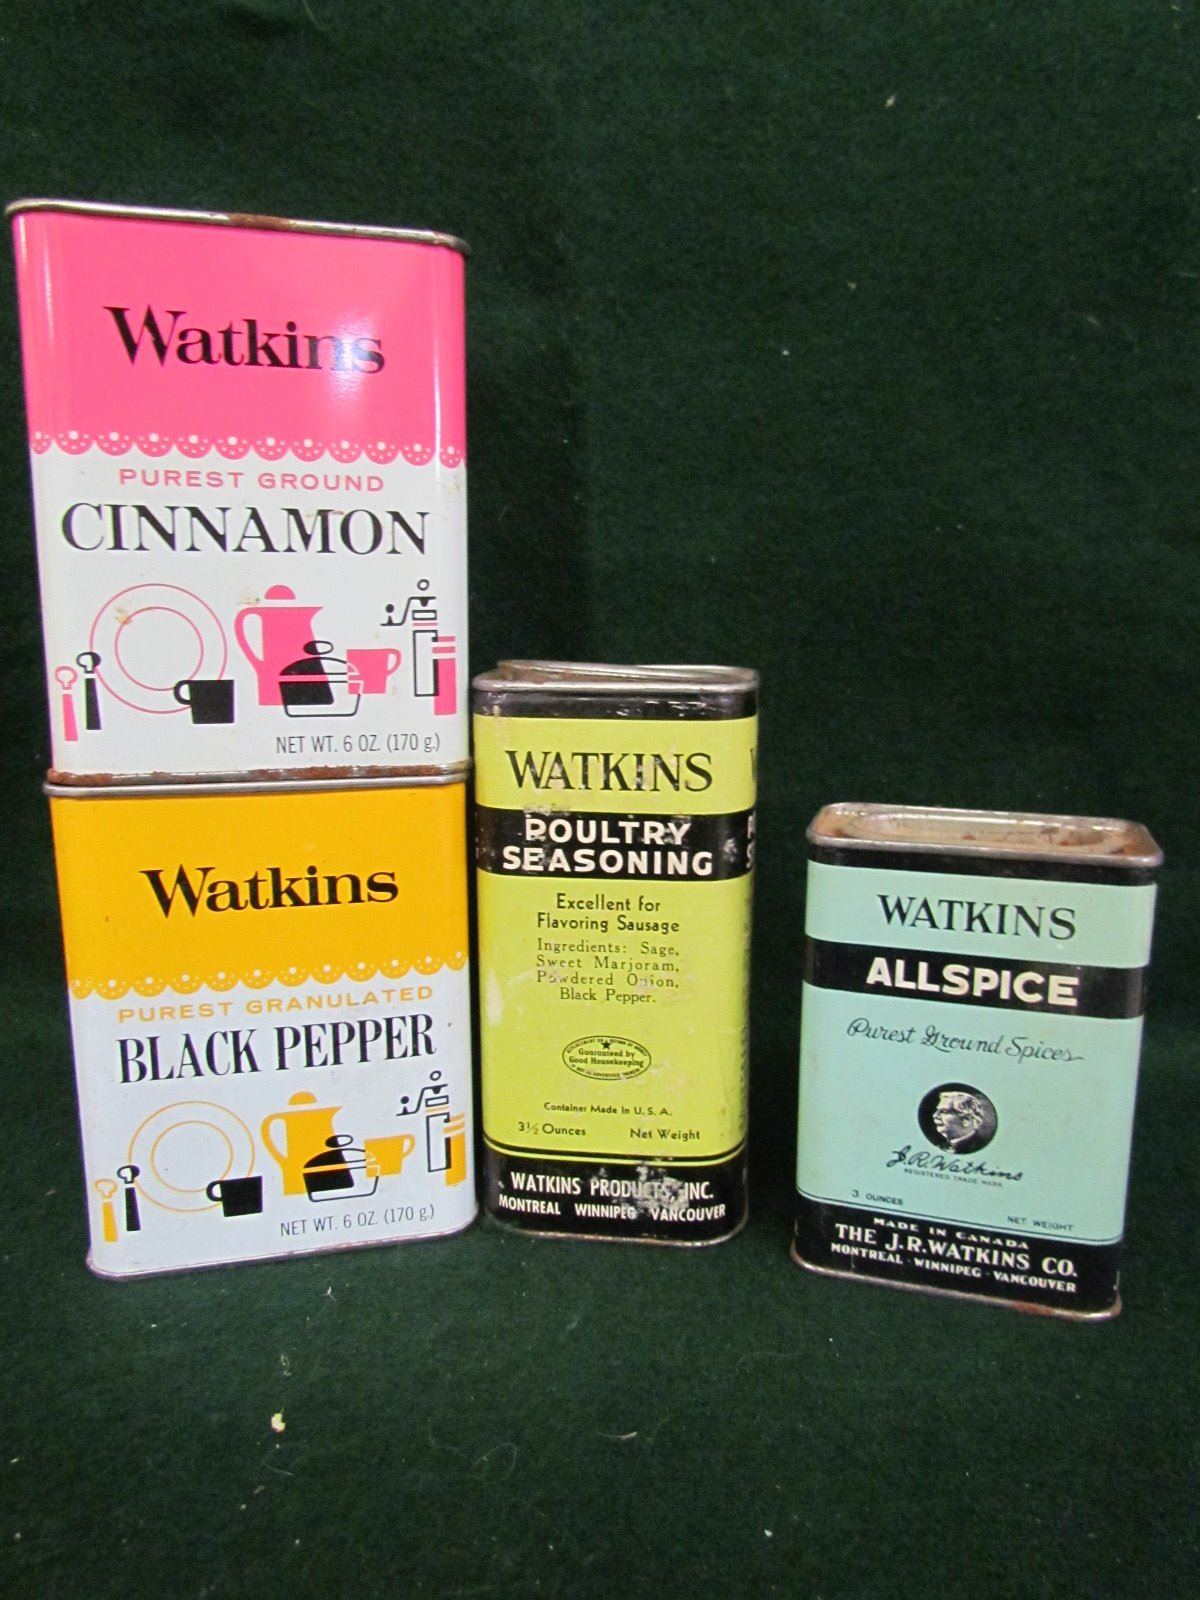 Watkins
PUREST GROUND
CINNAMON
NET WT. 6 OZ. (170 g.)
Watkins
PUREST GRANULATED
BLACK PEPPER
NET WT. 6 OZ. (170 g.)
WATKINS
POULTRY
SEASONING
Excellent for
Flavoring Sausage
Ingredients: Sage,
Sweet Marjoram,
Powdered Onion,
Black Pepper.
Guaranteed by
Good Housekeeping
Container Made In U. S. A.
3½ Ounces Net Weight
WATKINS PRODUCTS, INC.
MONTREAL WINNIPEG VANCOUVER
WATKINS
ALLSPICE
Purest Ground Spices
J.R. Watkins
REGISTERED TRADE MARK
3 OUNCES NET WEIGHT
MADE IN CANADA
THE J.R. WATKINS CO.
MONTREAL · WINNIPEG · VANCOUVER